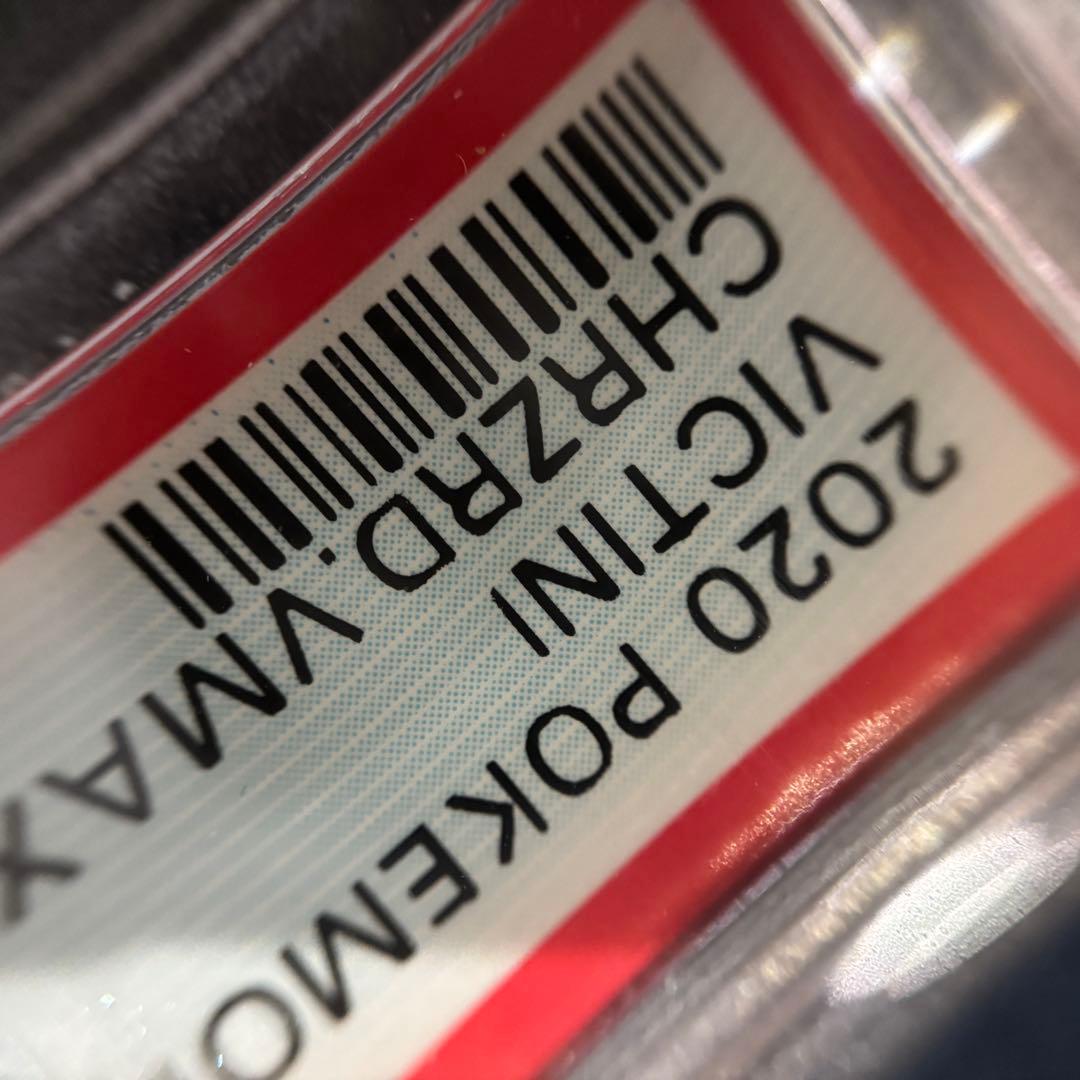 2020 POKEMO
VICTINI
CHRZRD. VMAX